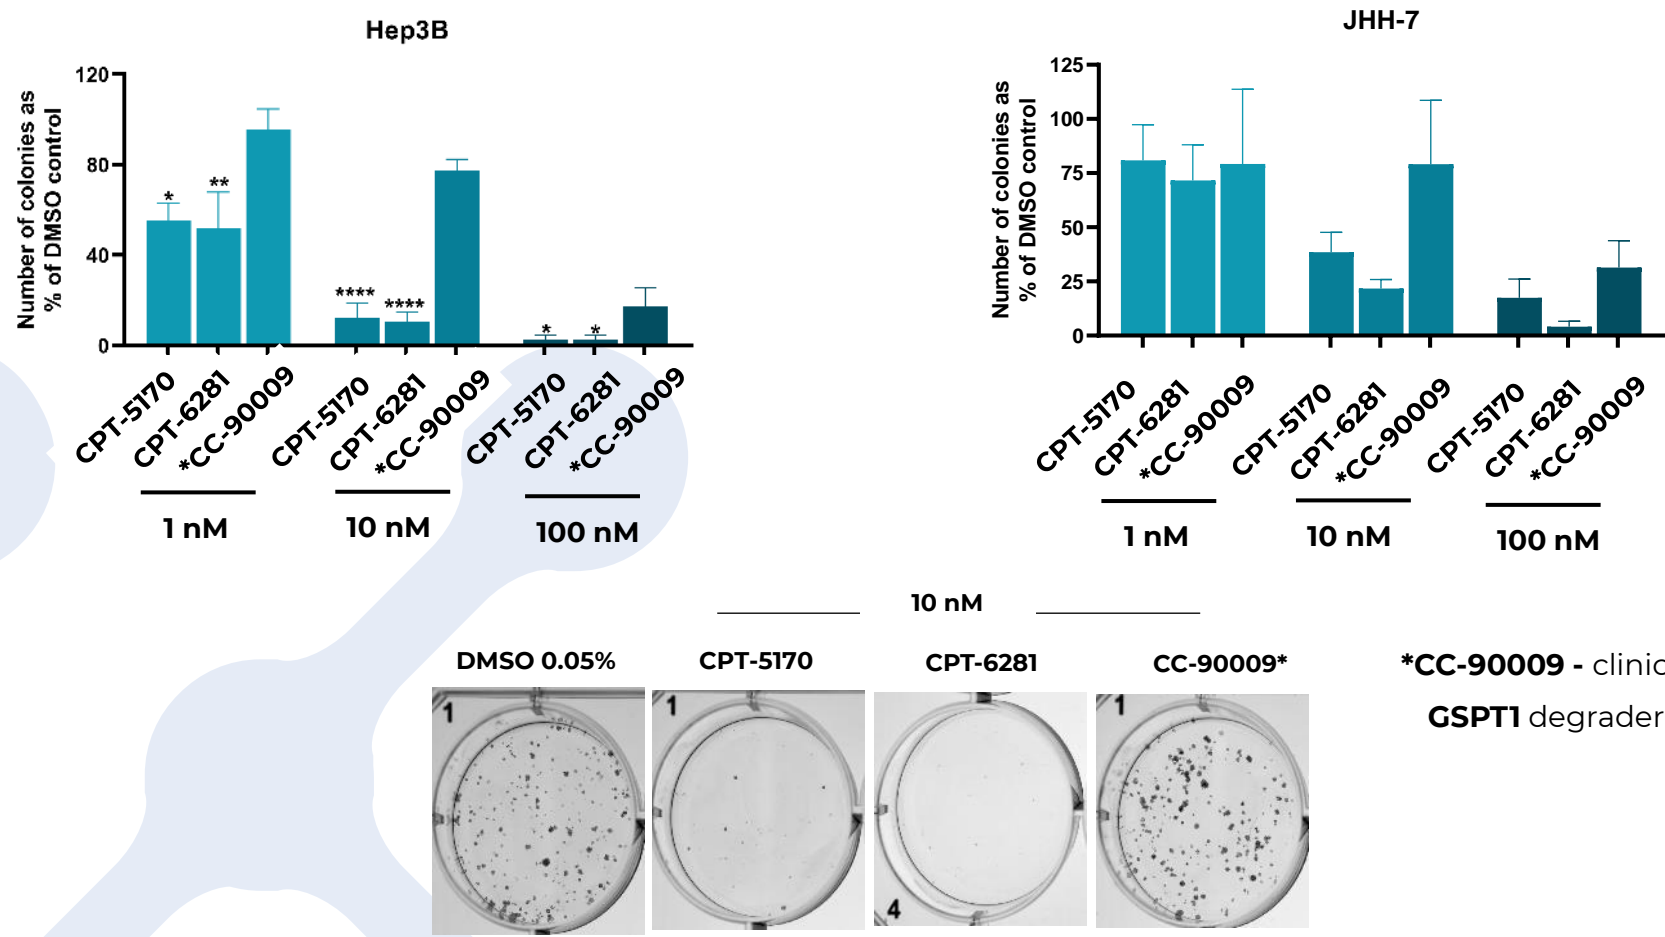 Hep3B
Number of colonies as
% of DMSO control
120
80
40
0
*
**
****
****
*
*
CPT-5170
CPT-6281
*CC-90009
CPT-5170
CPT-6281
*CC-90009
CPT-5170
CPT-6281
*CC-90009
1 nM
10 nM
100 nM
JHH-7
Number of colonies as
% of DMSO control
125
100
75
50
25
0
CPT-5170
CPT-6281
*CC-90009
CPT-5170
CPT-6281
*CC-90009
CPT-5170
CPT-6281
*CC-90009
1 nM
10 nM
100 nM
10 nM
DMSO 0.05%
CPT-5170
CPT-6281
CC-90009*
1
1
4
1
*CC-90009 - clinic
GSPT1 degrader